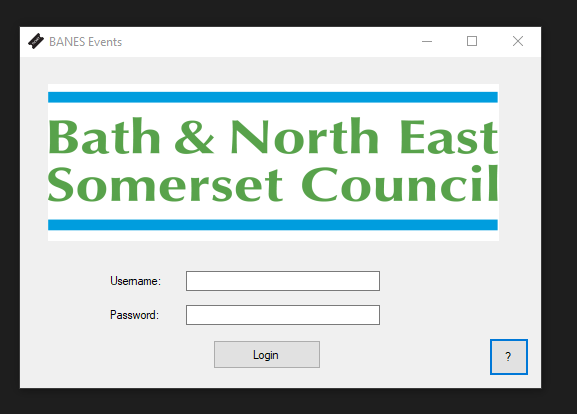 BANES Events
Bath & North East
Somerset Council
Username:
Password:
Login
?